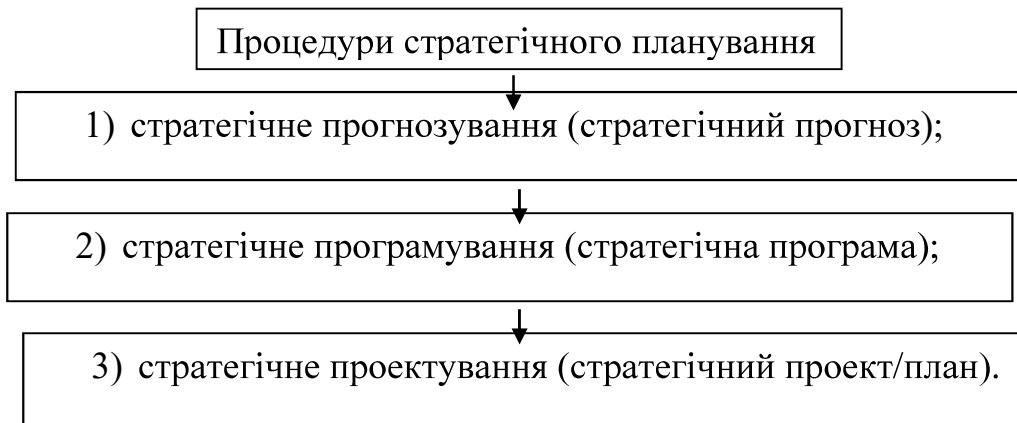 Процедури стратегічного планування
1) стратегічне прогнозування (стратегічний прогноз);
2) стратегічне програмування (стратегічна програма);
3) стратегічне проектування (стратегічний проект/план).